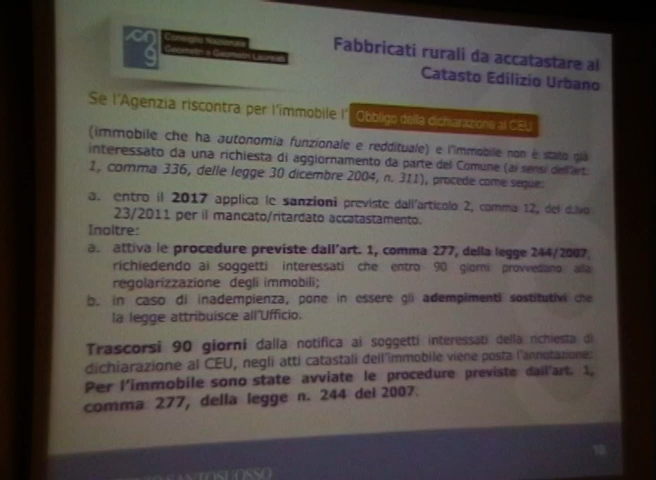 Consiglio Nazionale
Geometri e Geometri Laureati
Fabbricati rurali da accatastare al
Catasto Edilizio Urbano
Se l'Agenzia riscontra per l'immobile l' Obbligo della dichiarazione al CEU
(immobile che ha autonomia funzionale e reddituale) e l'immobile non è stato già
interessato da una richiesta di aggiornamento da parte del Comune (ai sensi dell'art.
1, comma 336, delle legge 30 dicembre 2004, n. 311), procede come segue:
a. entro il 2017 applica le sanzioni previste dall'articolo 2, comma 12, del d.lvo
23/2011 per il mancato/ritardato accatastamento.
Inoltre:
a. attiva le procedure previste dall'art. 1, comma 277, della legge 244/2007,
richiedendo ai soggetti interessati che entro 90 giorni provvedano alla
regolarizzazione degli immobili;
b. in caso di inadempienza, pone in essere gli adempimenti sostitutivi che
la legge attribuisce all'Ufficio.
Trascorsi 90 giorni dalla notifica ai soggetti interessati della richiesta di
dichiarazione al CEU, negli atti catastali dell'immobile viene posta l'annotazione:
Per l'immobile sono state avviate le procedure previste dall'art. 1,
comma 277, della legge n. 244 del 2007.
SANTOSUOSSO